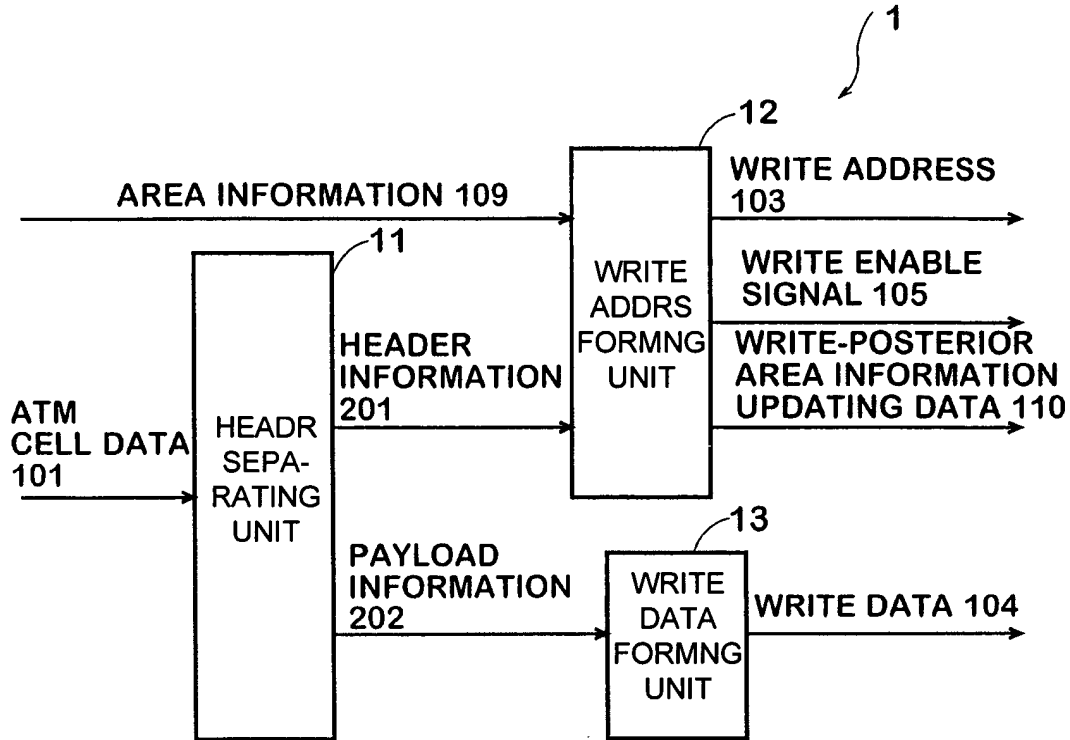 1
12
WRITE ADDRESS
103
AREA INFORMATION 109
11
WRITE
ADDRS
FORMNG
UNIT
WRITE ENABLE
SIGNAL 105
HEADER
INFORMATION
201
WRITE-POSTERIOR
AREA INFORMATION
UPDATING DATA 110
ATM
CELL DATA
101
HEADR
SEPA-
RATING
UNIT
13
PAYLOAD
INFORMATION
202
WRITE
DATA
FORMNG
UNIT
WRITE DATA 104